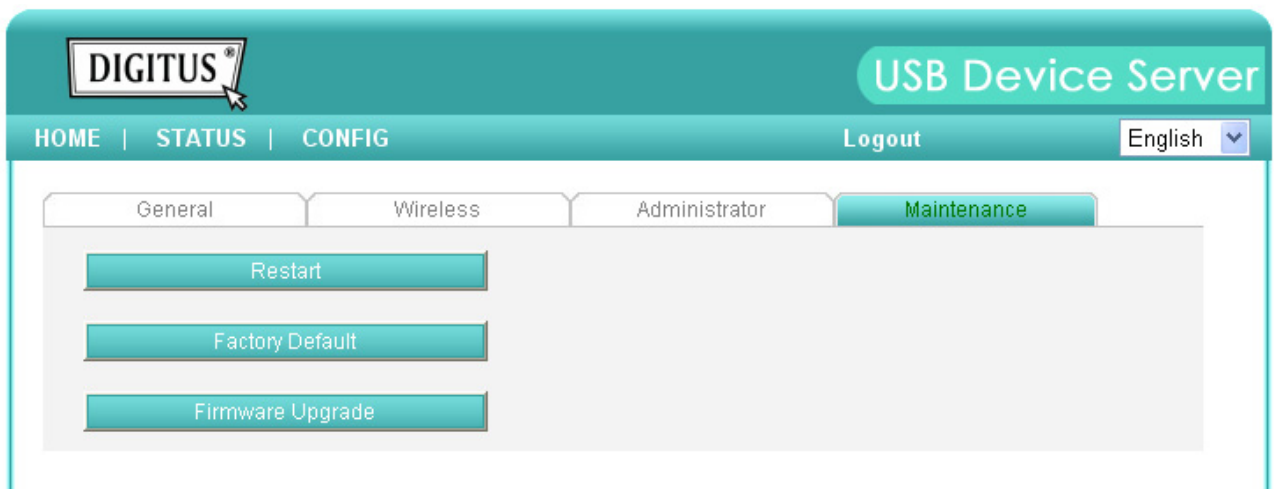 DIGITUS®
USB Device Server
HOME | STATUS | CONFIG Logout English
General Wireless Administrator Maintenance
Restart
Factory Default
Firmware Upgrade